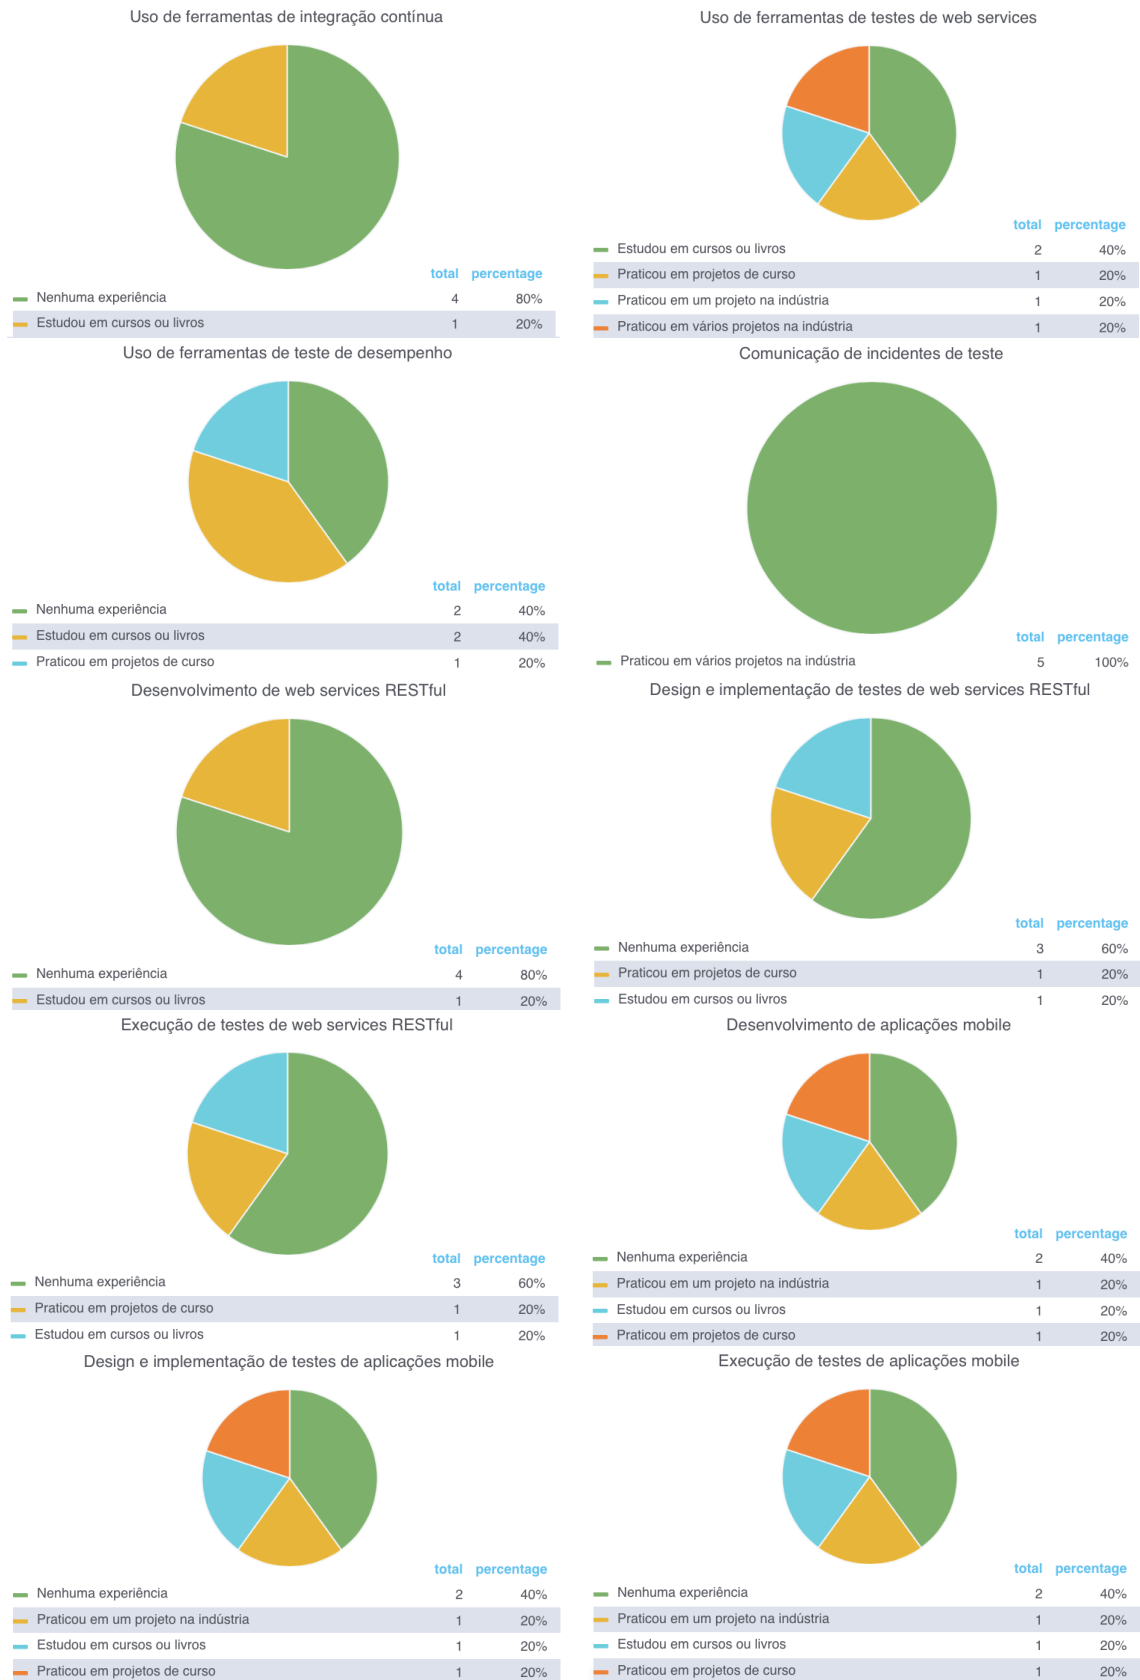 Uso de ferramentas de integração contínua
total percentage
Nenhuma experiência 4 80%
Estudou em cursos ou livros 1 20%
Uso de ferramentas de testes de web services
total percentage
Estudou em cursos ou livros 2 40%
Praticou em projetos de curso 1 20%
Praticou em um projeto na indústria 1 20%
Praticou em vários projetos na indústria 1 20%
Uso de ferramentas de teste de desempenho
total percentage
Nenhuma experiência 2 40%
Estudou em cursos ou livros 2 40%
Praticou em projetos de curso 1 20%
Comunicação de incidentes de teste
total percentage
Praticou em vários projetos na indústria 5 100%
Desenvolvimento de web services RESTful
total percentage
Nenhuma experiência 4 80%
Estudou em cursos ou livros 1 20%
Design e implementação de testes de web services RESTful
total percentage
Nenhuma experiência 3 60%
Praticou em projetos de curso 1 20%
Estudou em cursos ou livros 1 20%
Execução de testes de web services RESTful
total percentage
Nenhuma experiência 3 60%
Praticou em projetos de curso 1 20%
Estudou em cursos ou livros 1 20%
Desenvolvimento de aplicações mobile
total percentage
Nenhuma experiência 2 40%
Praticou em um projeto na indústria 1 20%
Estudou em cursos ou livros 1 20%
Praticou em projetos de curso 1 20%
Design e implementação de testes de aplicações mobile
total percentage
Nenhuma experiência 2 40%
Praticou em um projeto na indústria 1 20%
Estudou em cursos ou livros 1 20%
Praticou em projetos de curso 1 20%
Execução de testes de aplicações mobile
total percentage
Nenhuma experiência 2 40%
Praticou em um projeto na indústria 1 20%
Estudou em cursos ou livros 1 20%
Praticou em projetos de curso 1 20%